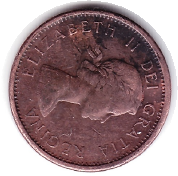 ELIZABETH II DEI GRATIA REGINA